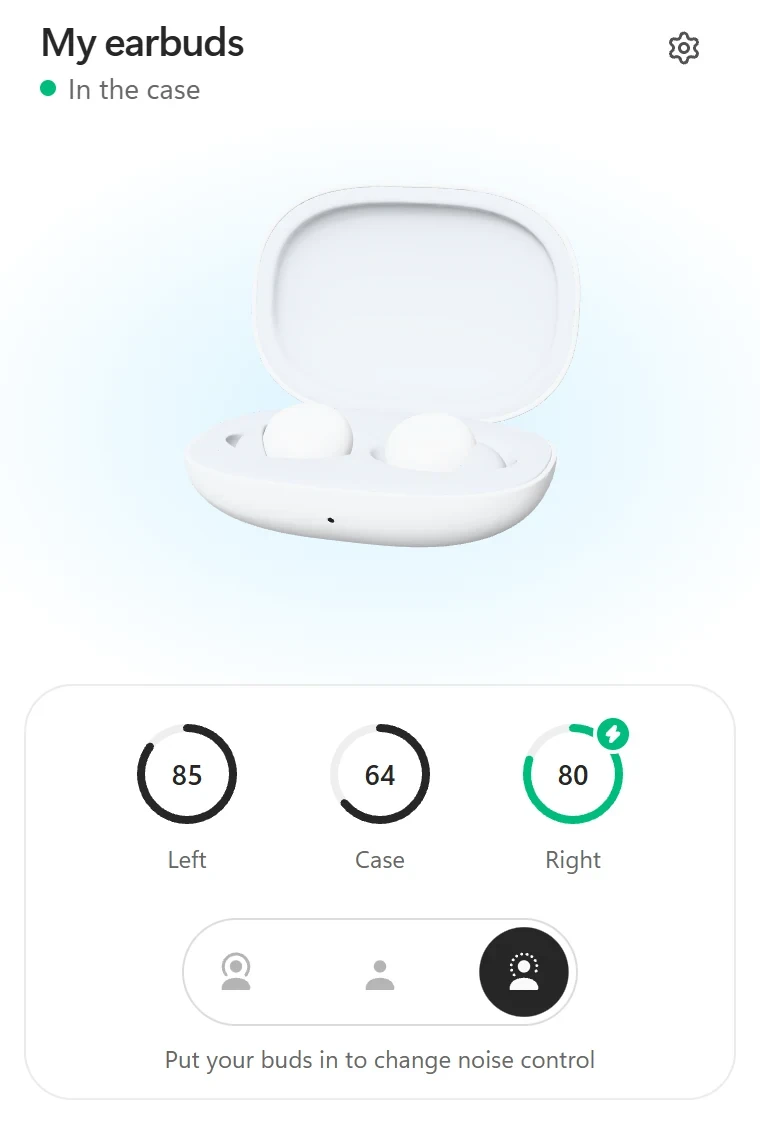 My earbuds
In the case
85
64
80
Left
Case
Right
Put your buds in to change noise control